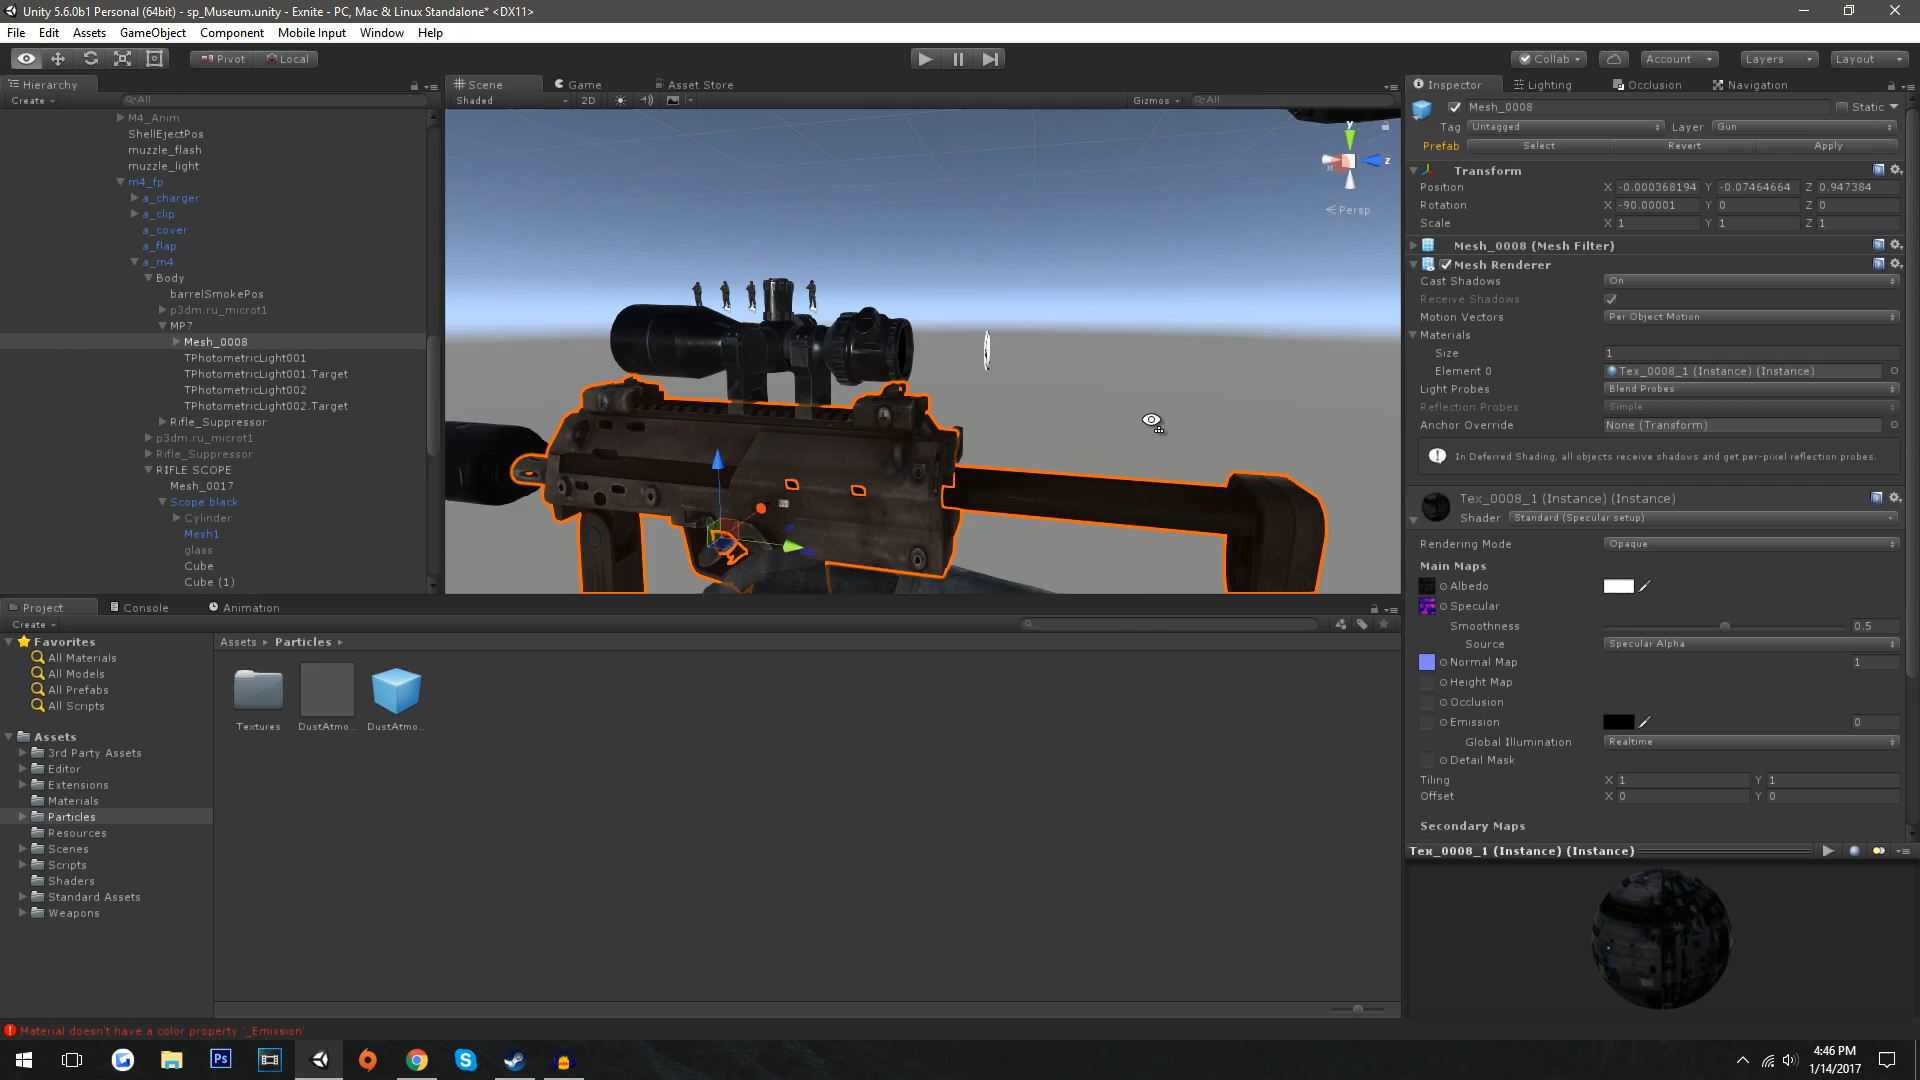 Unity 5.6.0b1 Personal (64bit) - sp_Museum.unity - Exnite - PC, Mac & Linux Standalone* <DX11>
File Edit Assets GameObject Component Mobile Input Window Help
Pivot Local Collab Account Layers Layout
Hierarchy
Create All
M4_Anim
ShellEjectPos
muzzle_flash
muzzle_light
m4_fp
a_charger
a_clip
a_cover
a_flap
a_m4
Body
barrelSmokePos
p3dm.ru_microt1
MP7
Mesh_0008
TPhotometricLight001
TPhotometricLight001.Target
TPhotometricLight002
TPhotometricLight002.Target
Rifle_Suppressor
p3dm.ru_microt1
Rifle_Suppressor
RIFLE SCOPE
Mesh_0017
Scope black
Cylinder
Mesh1
glass
Cube
Cube (1)
Scene Game Asset Store
Shaded 2D Gizmos All
y
x
z
Persp
Inspector Lighting Occlusion Navigation
Mesh_0008 Static
Tag Untagged Layer Gun
Prefab Select Revert Apply
Transform
Position X -0.000368194 Y -0.07464664 Z 0.947384
Rotation X -90.00001 Y 0 Z 0
Scale X 1 Y 1 Z 1
Mesh_0008 (Mesh Filter)
Mesh Renderer
Cast Shadows On
Receive Shadows
Motion Vectors Per Object Motion
Materials
Size 1
Element 0 Tex_0008_1 (Instance) (Instance)
Light Probes Blend Probes
Reflection Probes Simple
Anchor Override None (Transform)
In Deferred Shading, all objects receive shadows and get per-pixel reflection probes.
Tex_0008_1 (Instance) (Instance)
Shader Standard (Specular setup)
Rendering Mode Opaque
Main Maps
Albedo
Specular
Smoothness 0.5
Source Specular Alpha
Normal Map 1
Height Map
Occlusion
Emission 0
Global Illumination Realtime
Detail Mask
Tiling X 1 Y 1
Offset X 0 Y 0
Secondary Maps
Tex_0008_1 (Instance) (Instance)
Project Console Animation
Create
Favorites
All Materials
All Models
All Prefabs
All Scripts
Assets
3rd Party Assets
Editor
Extensions
Materials
Particles
Resources
Scenes
Scripts
Shaders
Standard Assets
Weapons
Assets Particles
Textures DustAtmo... DustAtmo...
Material doesn't have a color property '_Emission'
Ps
4:46 PM
1/14/2017